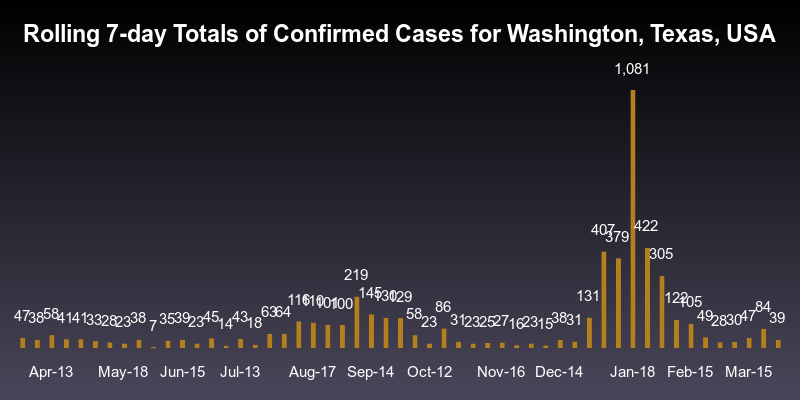 Rolling 7-day Totals of Confirmed Cases for Washington, Texas, USA
1,081
407 379 422 305
219
47 38 58 41 41 33 28 23 38 7 35 39 23 45 14 43 18 63 64 116 110 101 100 145 130 129 58 23 86 31 23 25 27 16 23 15 38 31 131 122 105 49 28 30 47 84 39
Apr-13 May-18 Jun-15 Jul-13 Aug-17 Sep-14 Oct-12 Nov-16 Dec-14 Jan-18 Feb-15 Mar-15